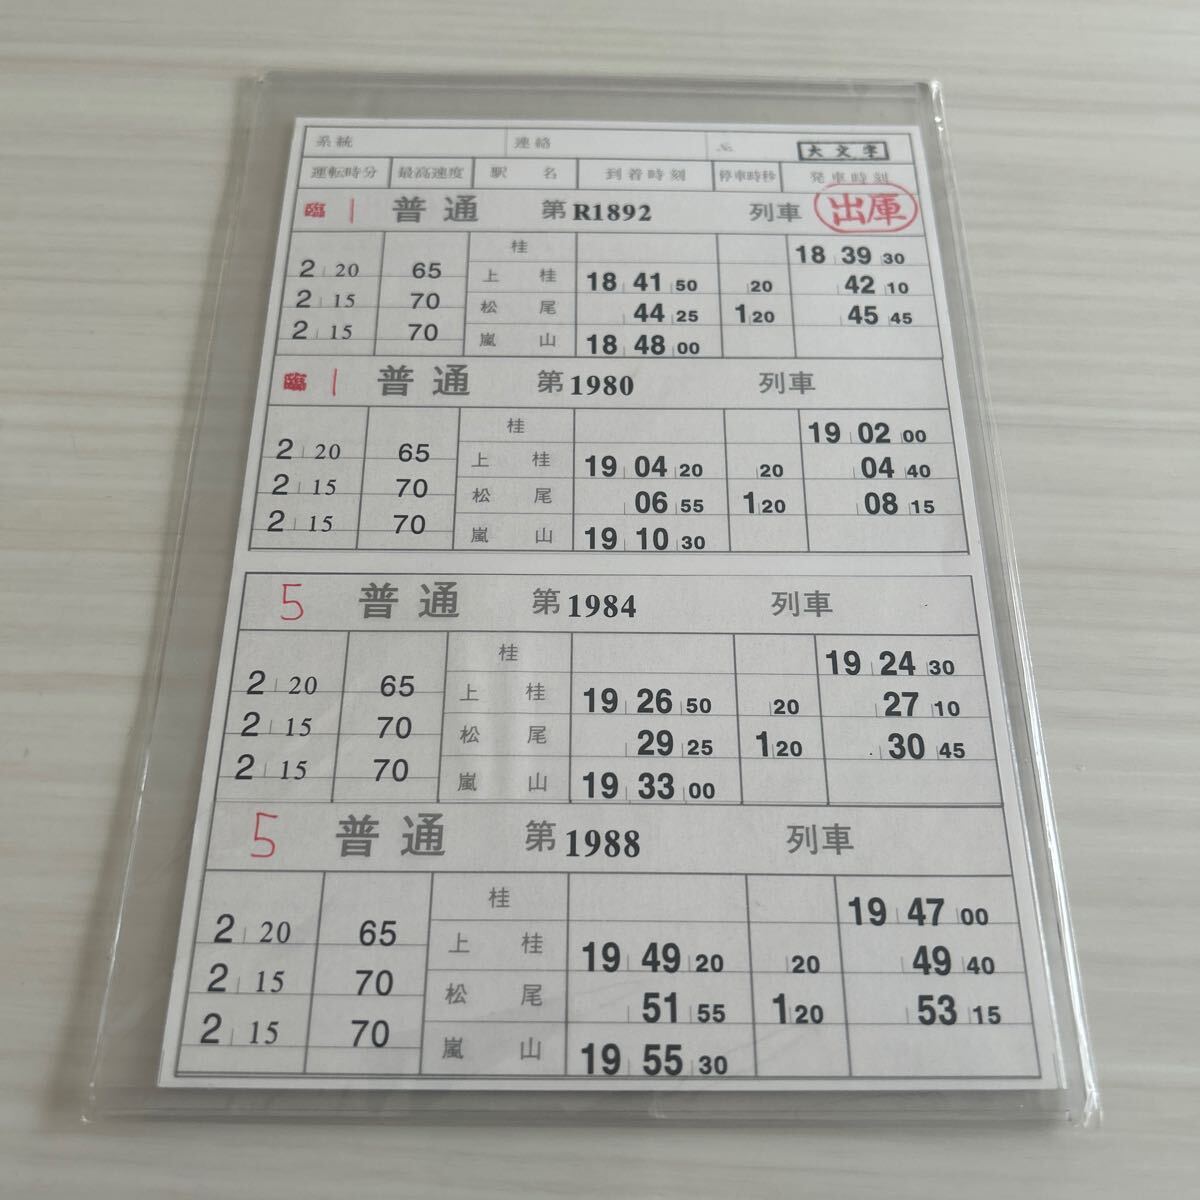 系統 連絡 大文字
運転時分 最高速度 駅名 到着時刻 停車時秒 発車時刻
臨 1 普通 第R1892 列車 出庫
桂 18 39 30
2 20 65 上桂 18 41 50 20 42 10
2 15 70 松尾 44 25 1 20 45 45
2 15 70 嵐山 18 48 00
臨 1 普通 第1980 列車
桂 19 02 00
2 20 65 上桂 19 04 20 20 04 40
2 15 70 松尾 06 55 1 20 08 15
2 15 70 嵐山 19 10 30
5 普通 第1984 列車
桂 19 24 30
2 20 65 上桂 19 26 50 20 27 10
2 15 70 松尾 29 25 1 20 30 45
2 15 70 嵐山 19 33 00
5 普通 第1988 列車
桂 19 47 00
2 20 65 上桂 19 49 20 20 49 40
2 15 70 松尾 51 55 1 20 53 15
2 15 70 嵐山 19 55 30